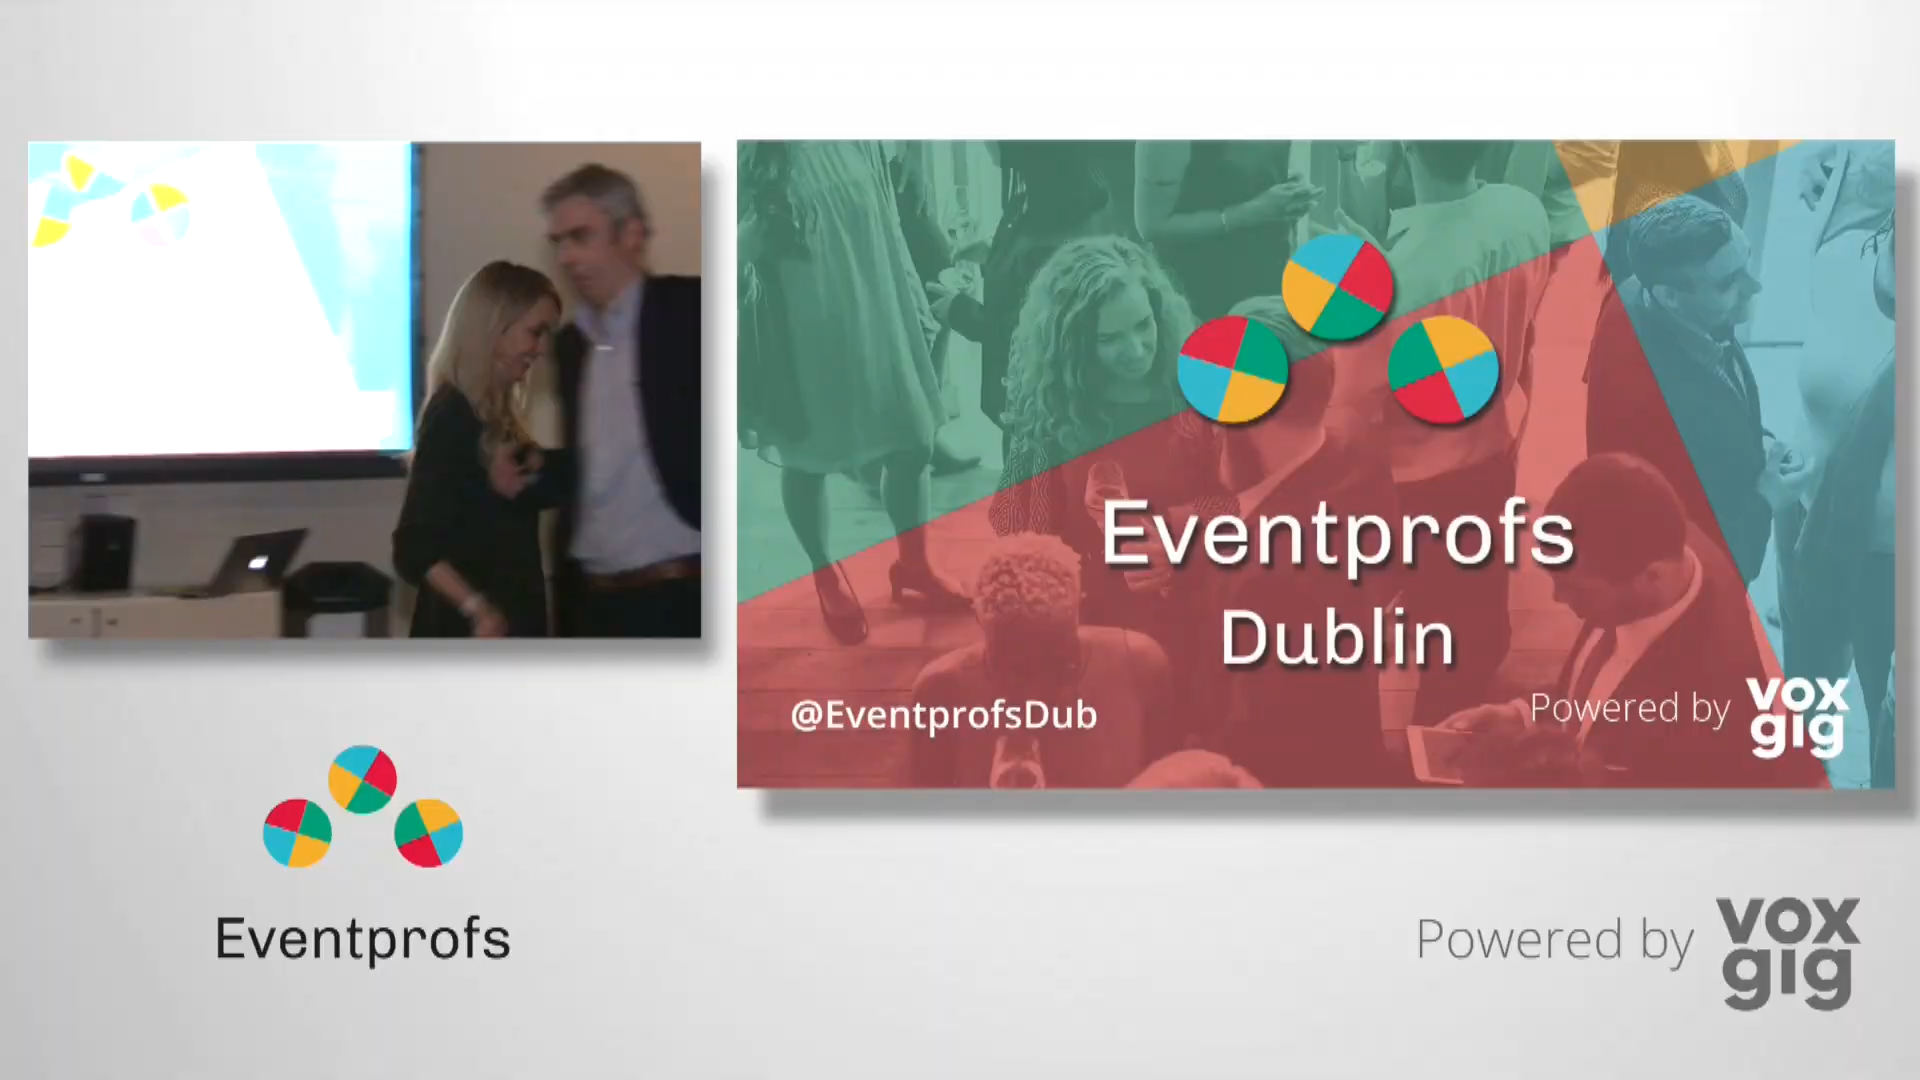 Eventprofs
Dublin
@EventprofsDub
Powered by vox gig
Eventprofs
Powered by vox gig